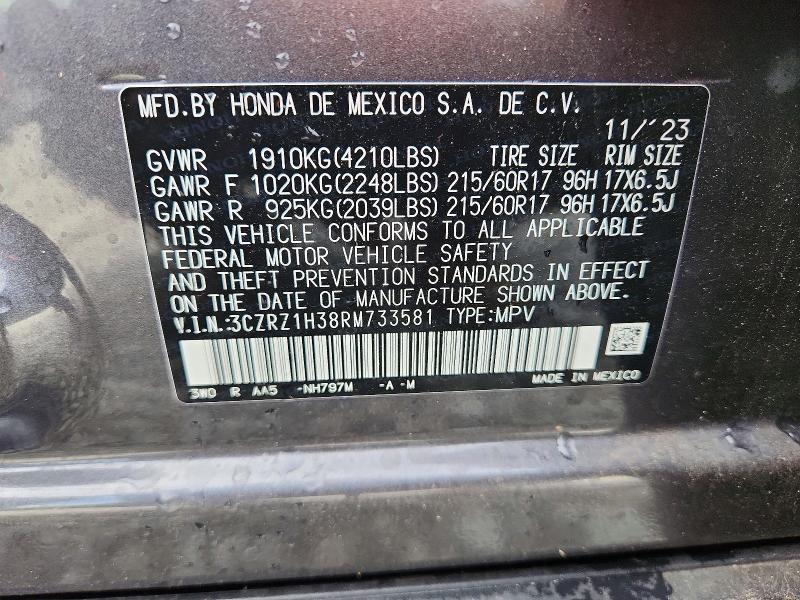 MFD.BY HONDA DE MEXICO S.A. DE C.V.
11/'23
GVWR 1910KG(4210LBS) TIRE SIZE RIM SIZE
GAWR F 1020KG(2248LBS) 215/60R17 96H 17X6.5J
GAWR R 925KG(2039LBS) 215/60R17 96H 17X6.5J
THIS VEHICLE CONFORMS TO ALL APPLICABLE
FEDERAL MOTOR VEHICLE SAFETY
AND THEFT PREVENTION STANDARDS IN EFFECT
ON THE DATE OF MANUFACTURE SHOWN ABOVE.
V.I.N.:3CZRZ1H38RM733581 TYPE:MPV
3W0 R AA5 -NH797M -A -M
MADE IN MEXICO